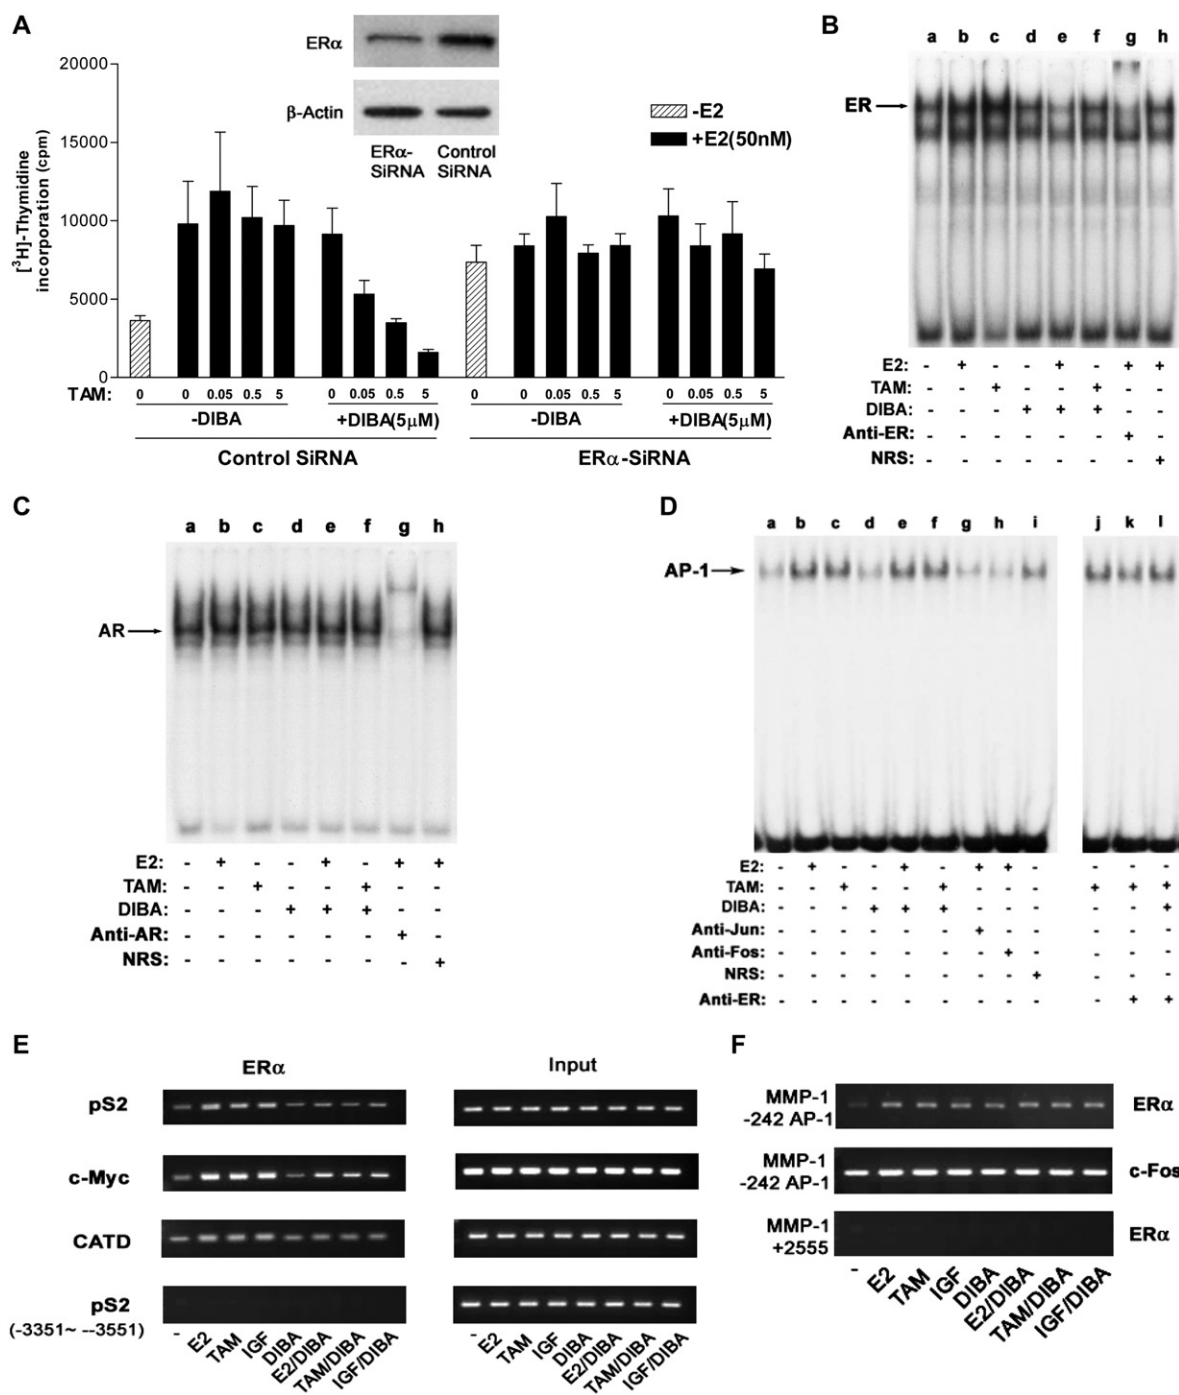 A
ERα
β-Actin
ERα-
SiRNA
Control
SiRNA
-E2
+E2(50nM)
[³H]-Thymidine
incorporation (cpm)
20000
15000
10000
5000
0
TAM: 0 0 0.05 0.5 5 0 0.05 0.5 5 0 0 0.05 0.5 5 0 0.05 0.5 5
-DIBA +DIBA(5μM) -DIBA +DIBA(5μM)
Control SiRNA ERα-SiRNA
B
a b c d e f g h
ER
E2: - + - - + - + +
TAM: - - + - - + - -
DIBA: - - - + + + - -
Anti-ER: - - - - - - + -
NRS: - - - - - - - +
C
a b c d e f g h
AR
E2: - + - - + - + +
TAM: - - + - - + - -
DIBA: - - - + + + - -
Anti-AR: - - - - - - + -
NRS: - - - - - - - +
D
a b c d e f g h i j k l
AP-1
E2: - + - - + - + + - - - -
TAM: - - + - - + - - - + + +
DIBA: - - - + + + - - - - - +
Anti-Jun: - - - - - - + - - - - -
Anti-Fos: - - - - - - - + - - - -
NRS: - - - - - - - - + - - -
Anti-ER: - - - - - - - - - - + +
E
ERα Input
pS2
c-Myc
CATD
pS2
(-3351~ --3551)
- E2 TAM IGF DIBA E2/DIBA TAM/DIBA IGF/DIBA
- E2 TAM IGF DIBA E2/DIBA TAM/DIBA IGF/DIBA
F
MMP-1
-242 AP-1
ERα
MMP-1
-242 AP-1
c-Fos
MMP-1
+2555
ERα
- E2 TAM IGF DIBA E2/DIBA TAM/DIBA IGF/DIBA